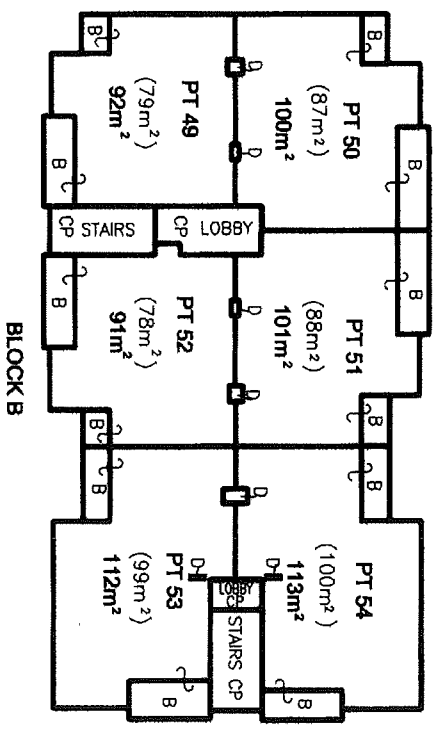 B
B
PT 49
(79m²)
92m²
D
D
PT 50
(87m²)
100m²
B
B
CP STAIRS
CP LOBBY
B
PT 52
(78m²)
91m²
D
D
PT 51
(88m²)
101m²
B
B
B
BLOCK B
B
B
D
PT 53
(99m²)
112m²
D
LOBBY
CP
STAIRS CP
D
PT 54
(100m²)
113m²
B
B